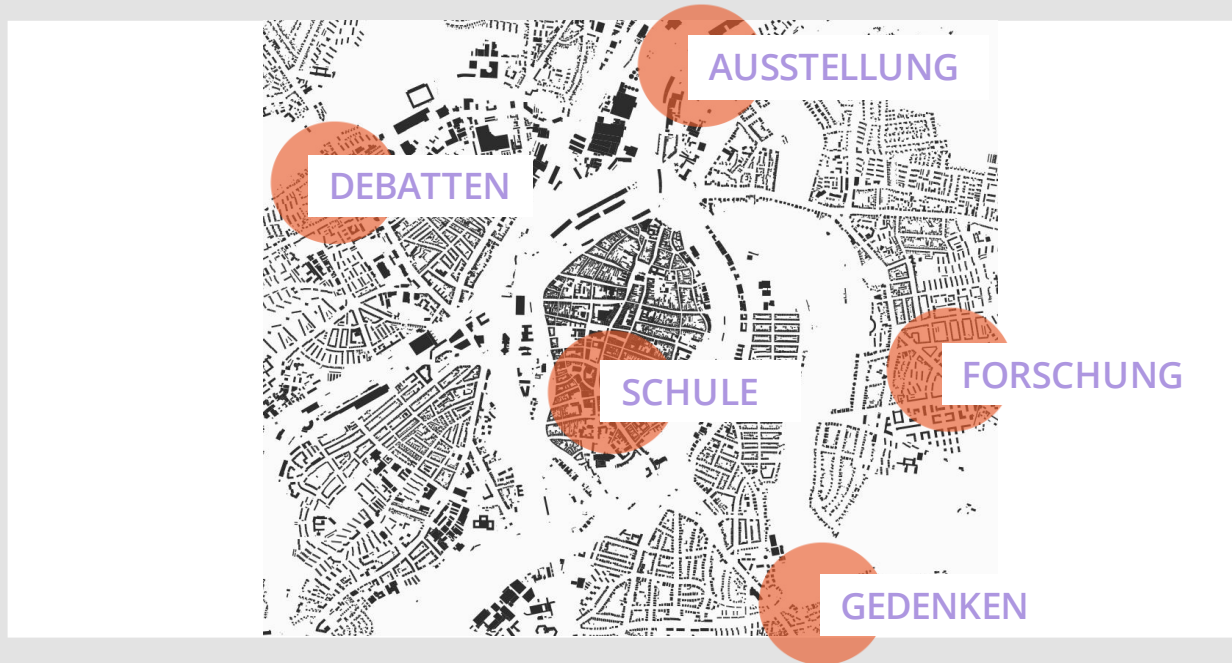 AUSSTELLUNG
DEBATTEN
FORSCHUNG
SCHULE
GEDENKEN